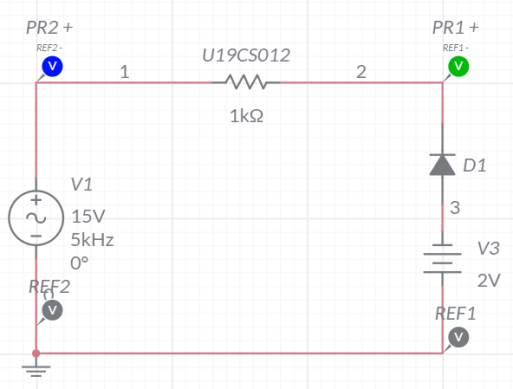 PR2 +
REF2 -
V
1
U19CS012
1kΩ
2
PR1 +
REF1 -
V
D1
3
V1
15V
5kHz
0°
V3
2V
REF2
V
REF1
V